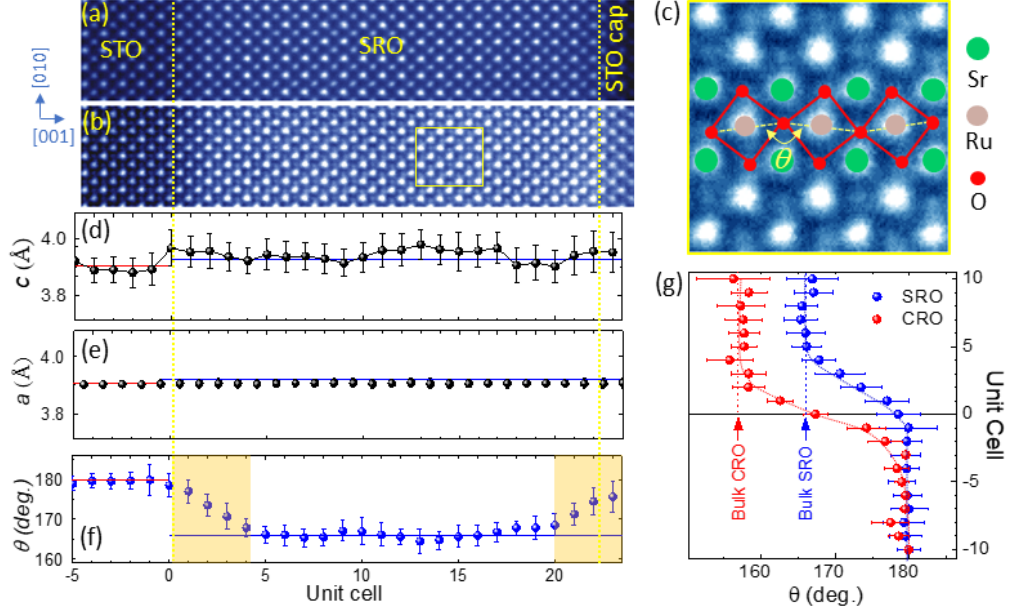 (a)
STO
SRO
STO cap
[010]
[001]
(b)
(c)
θ
Sr
Ru
O
(d)
c (Å)
4.0
3.8
(e)
a (Å)
4.0
3.8
(f)
θ (deg.)
180
170
160
-5 0 5 10 15 20
Unit cell
(g)
SRO
CRO
Bulk CRO
Bulk SRO
10
5
0
-5
-10
Unit Cell
160 170 180
θ (deg.)